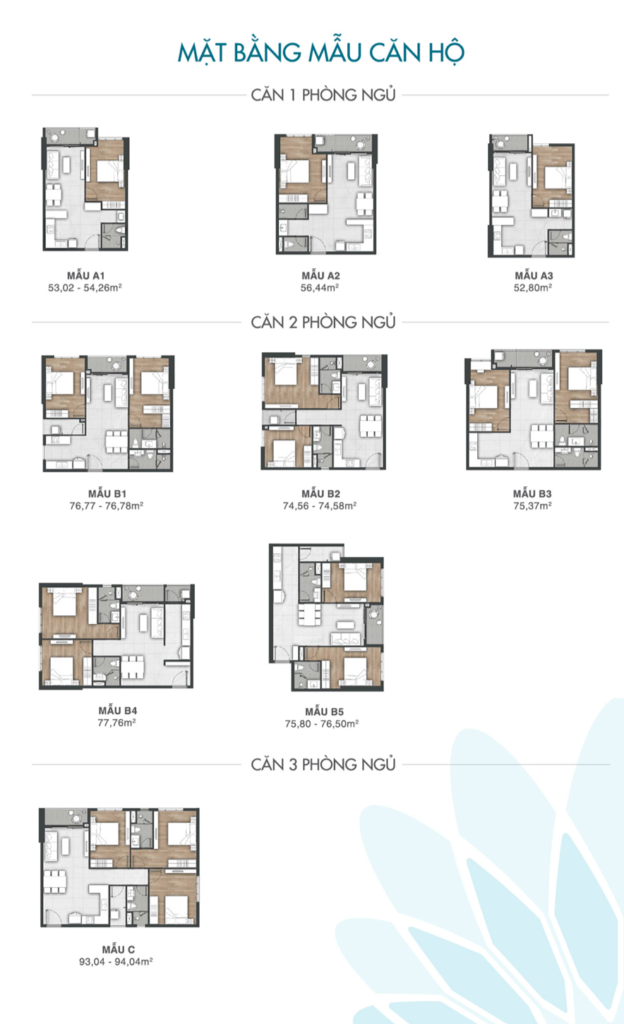 MẶT BẰNG MẪU CĂN HỘ
CĂN 1 PHÒNG NGỦ
MẪU A1
53,02 - 54,26m²
MẪU A2
56,44m²
MẪU A3
52,80m²
CĂN 2 PHÒNG NGỦ
MẪU B1
76,77 - 76,78m²
MẪU B2
74,56 - 74,58m²
MẪU B3
75,37m²
MẪU B4
77,76m²
MẪU B5
75,80 - 76,50m²
CĂN 3 PHÒNG NGỦ
MẪU C
93,04 - 94,04m²